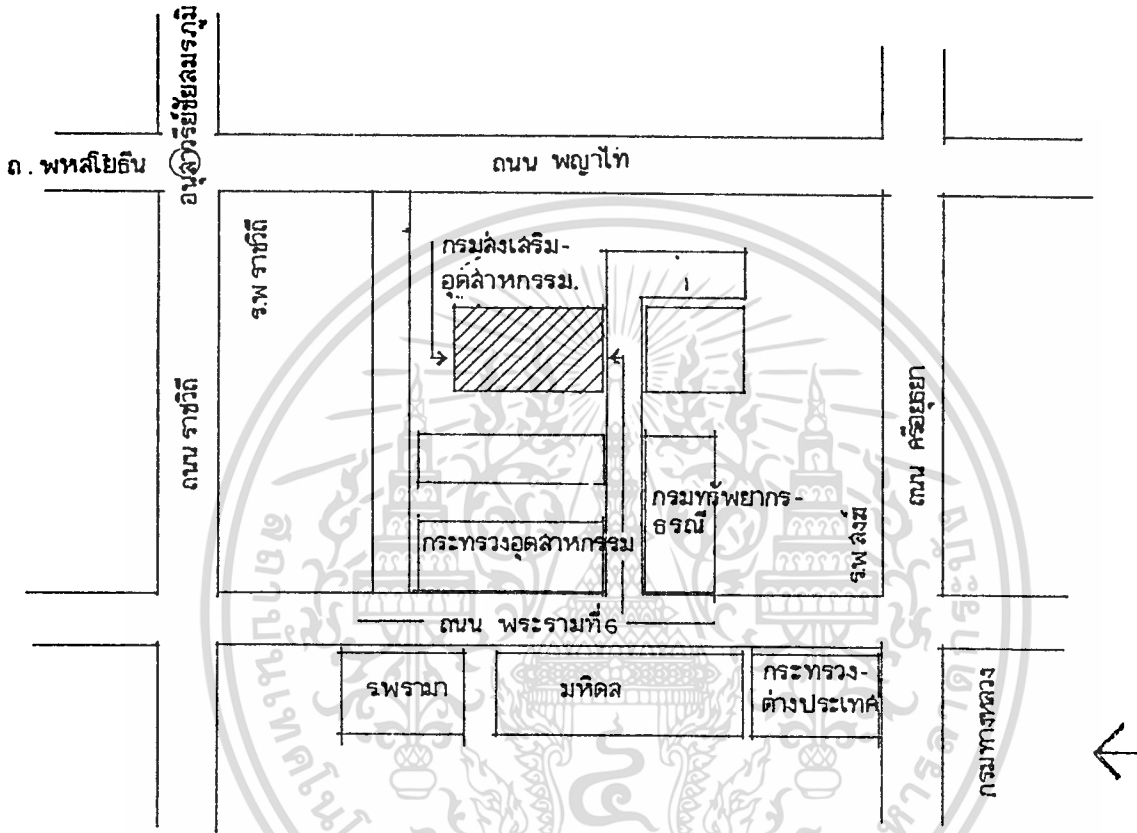 อนุสาวรีย์ชัยสมรภูมิ
ถ. พหลโยธิน
ถนน พญาไท
ร.พ ราชวิถี
กรมส่งเสริม-
อุตสาหกรรม.
ถนน ราชวิถี
ถนน ศรีอยุธยา
กรมทรัพยากร-
ธรณี
ร.พ สงฆ์
กระทรวงอุตสาหกรรม
ถนน พระรามที่6
ร.พรามา
มหิดล
กระทรวง-
ต่างประเทศ
กรมทางหลวง